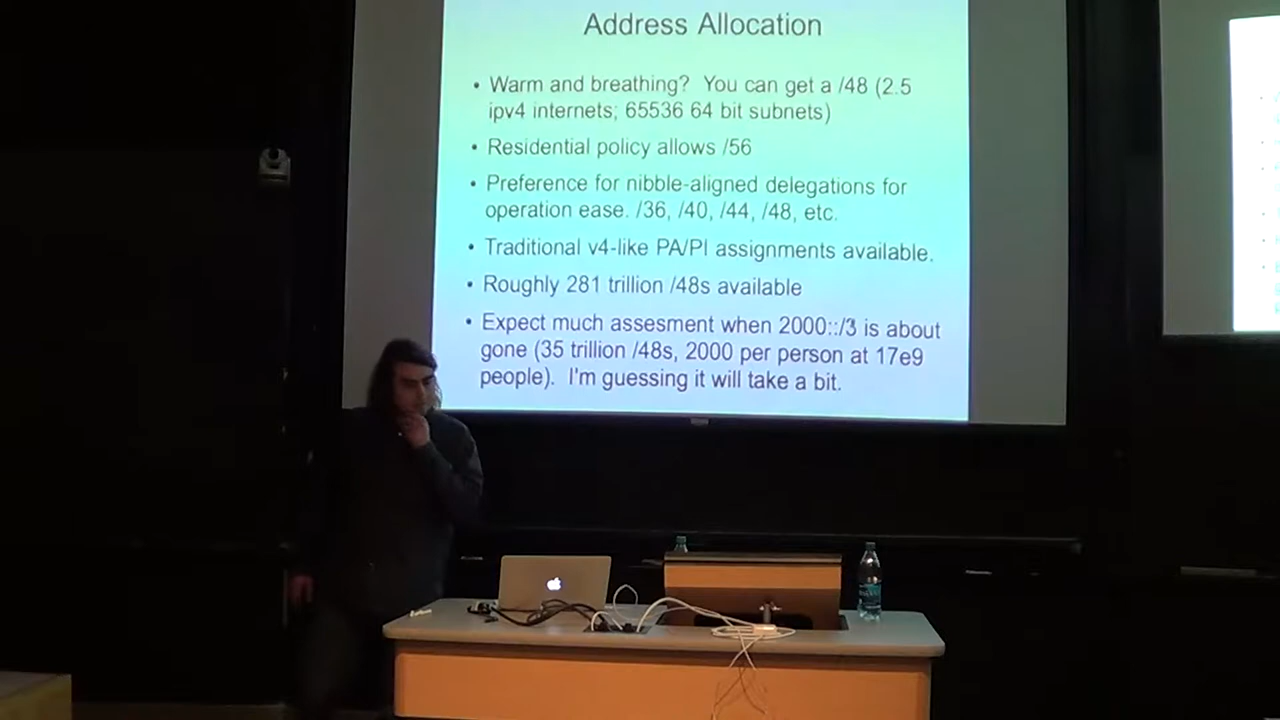 Address Allocation
• Warm and breathing? You can get a /48 (2.5
ipv4 internets; 65536 64 bit subnets)
• Residential policy allows /56
• Preference for nibble-aligned delegations for
operation ease. /36, /40, /44, /48, etc.
• Traditional v4-like PA/PI assignments available.
• Roughly 281 trillion /48s available
• Expect much assesment when 2000::/3 is about
gone (35 trillion /48s, 2000 per person at 17e9
people). I'm guessing it will take a bit.